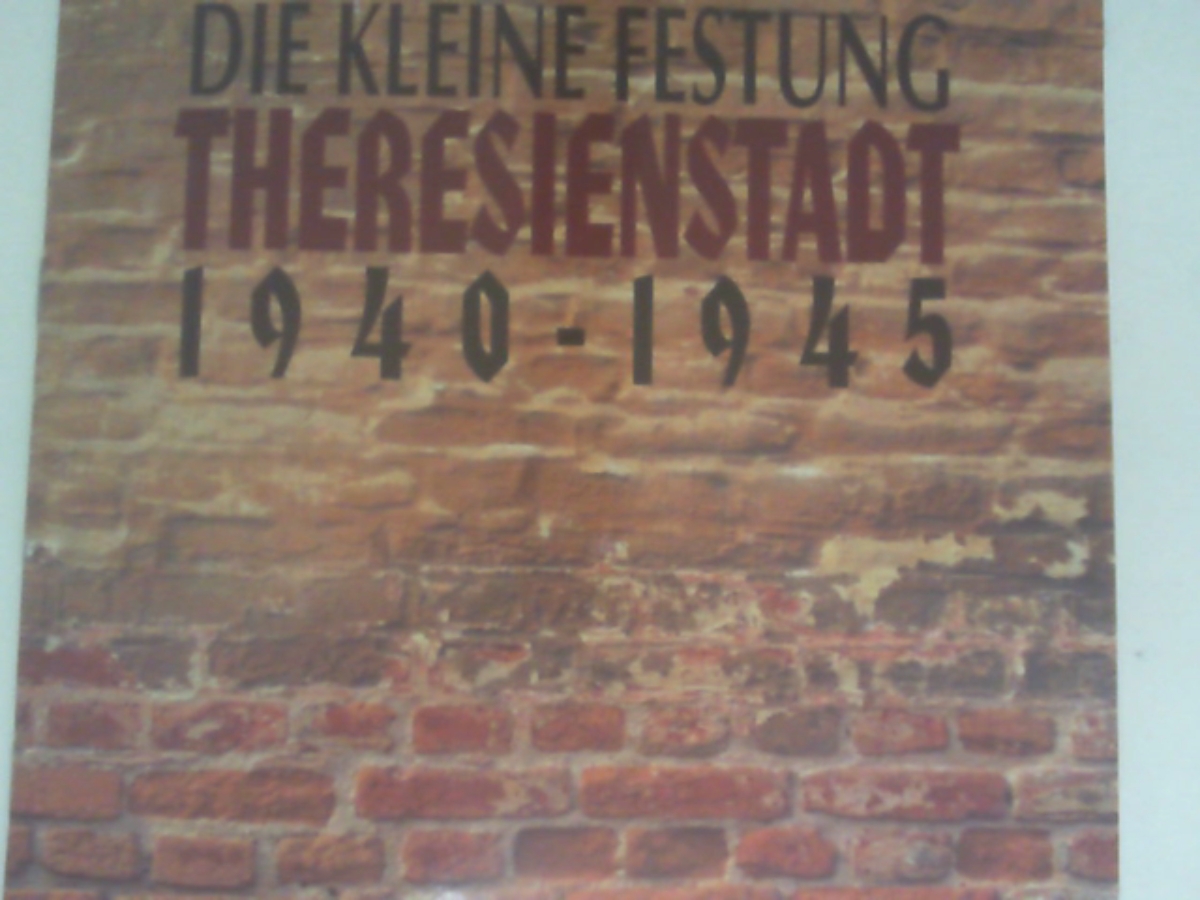 DIE KLEINE FESTUNG
THERESIENSTADT
1940-1945